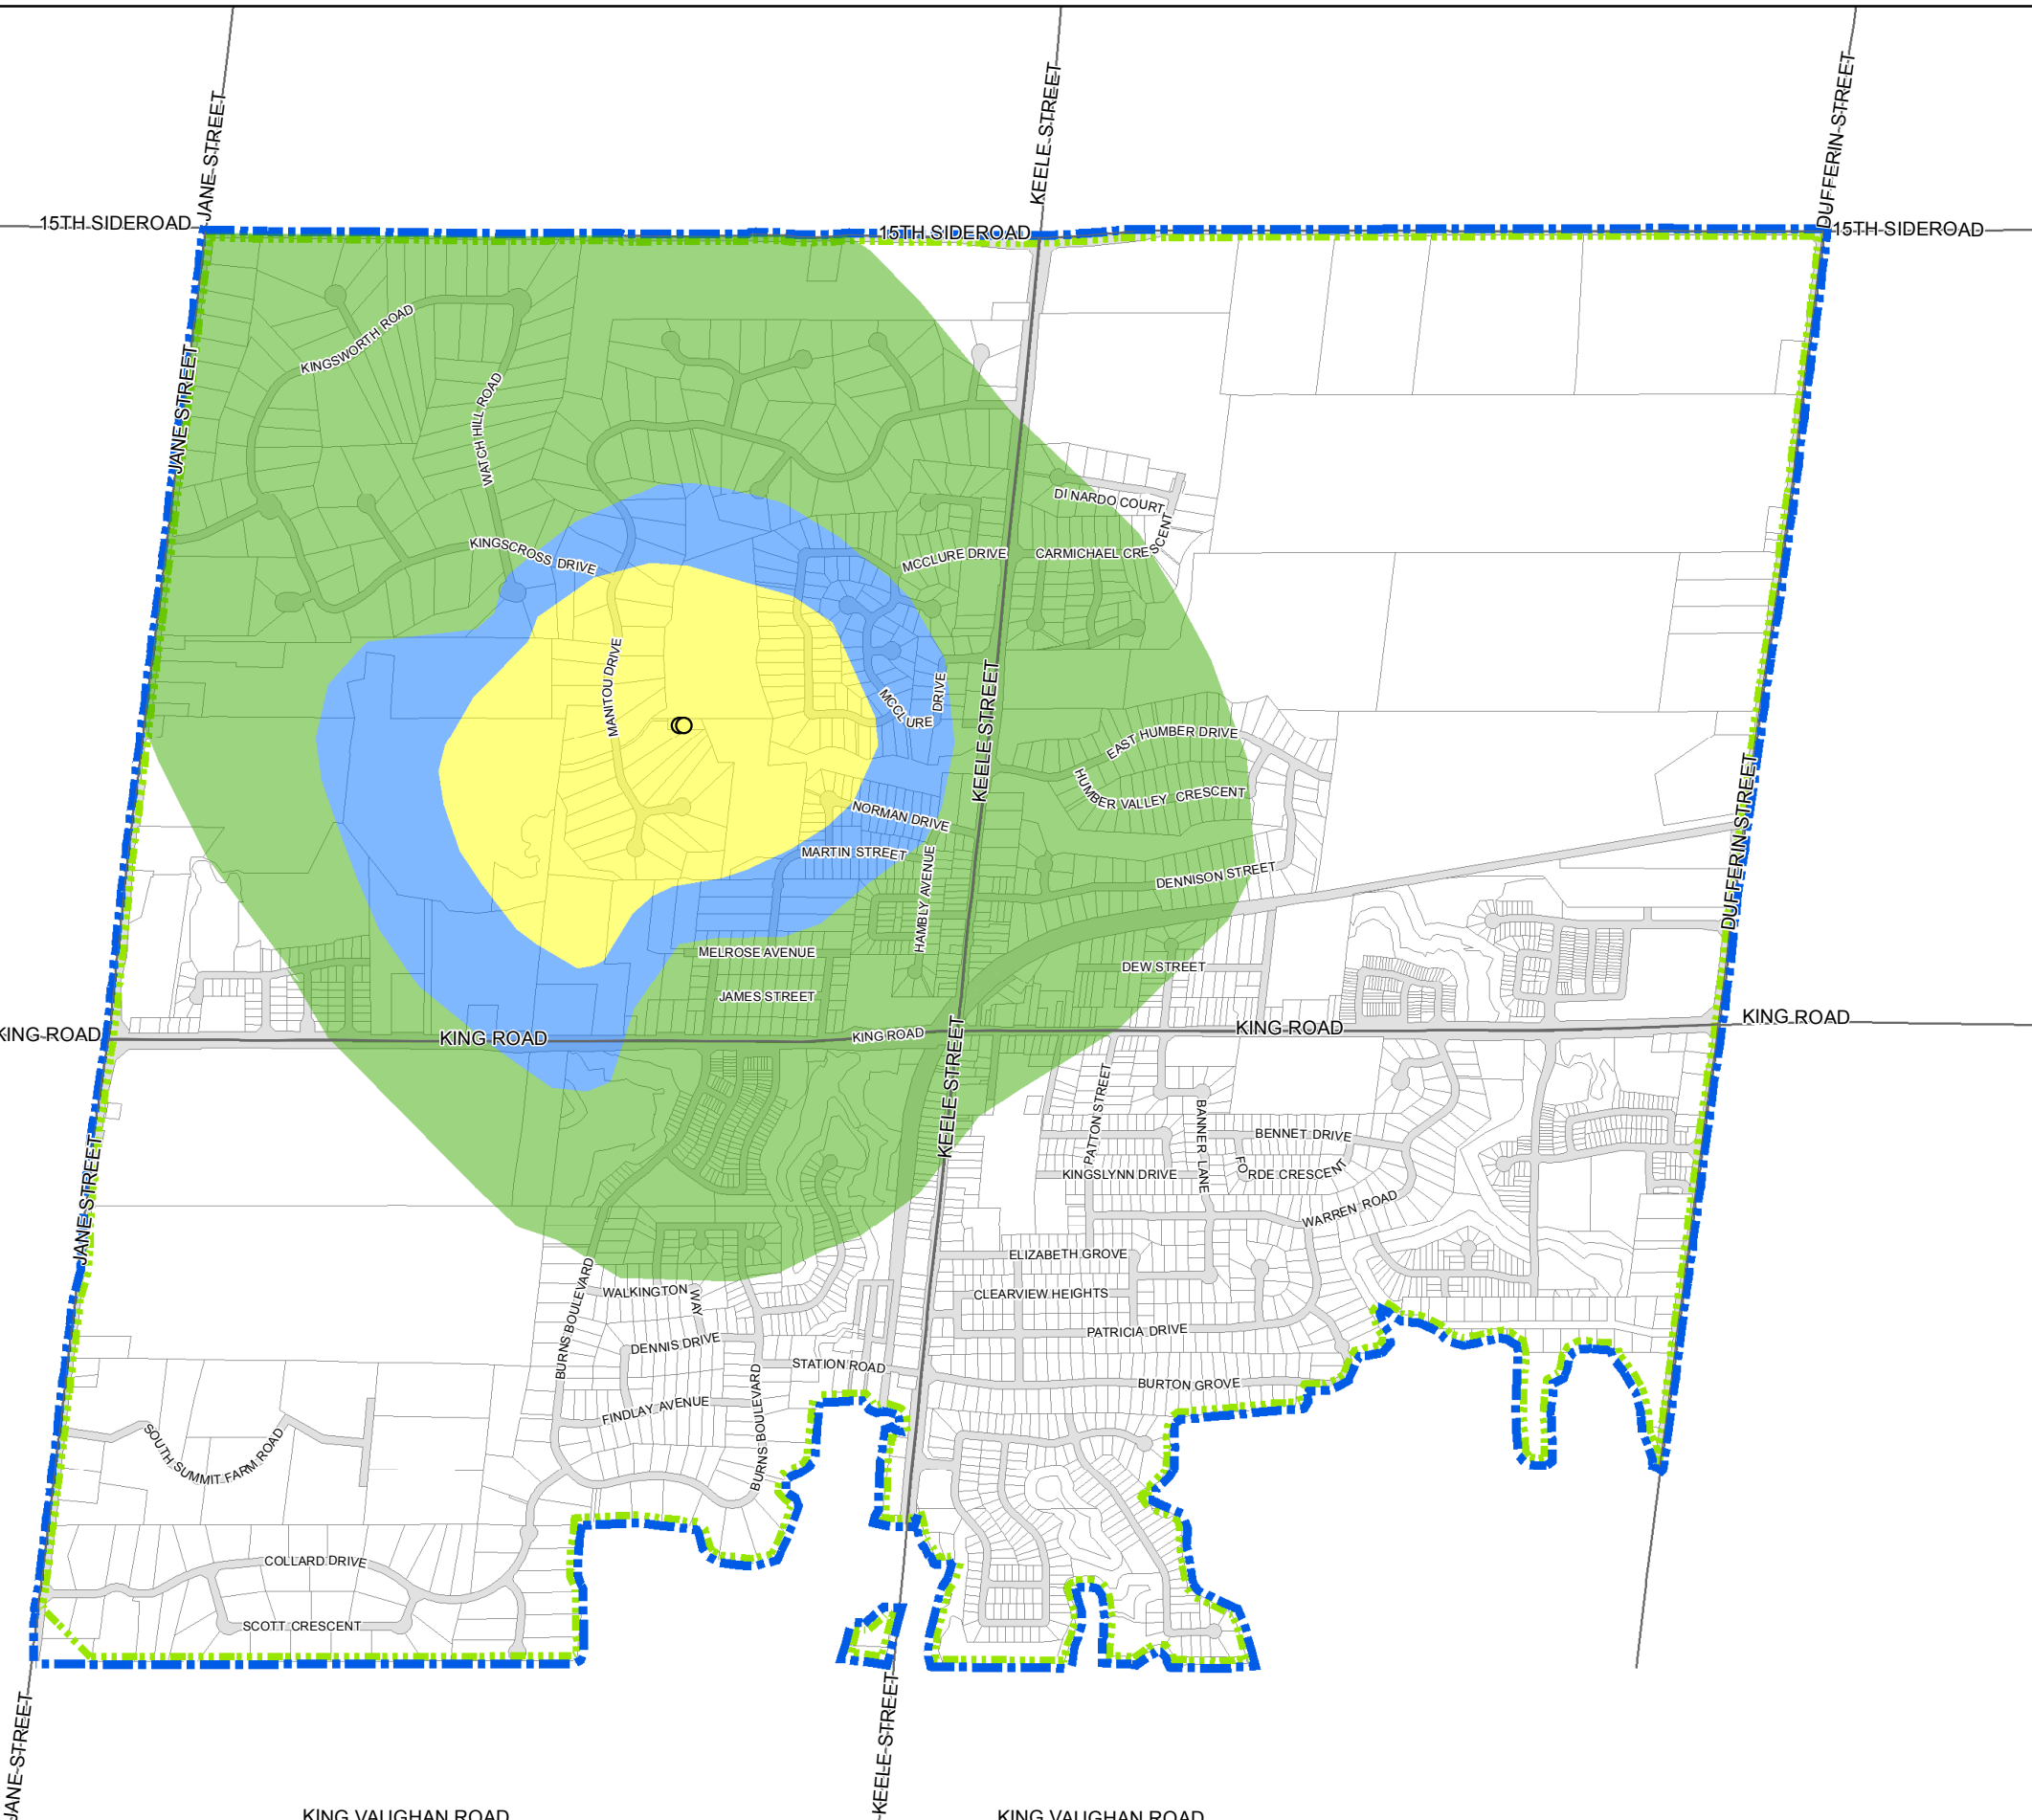 JANE STREET
KEELE STREET
DUFFERIN STREET
15TH SIDEROAD
15TH SIDEROAD
15TH SIDEROAD
KINGSWORTH ROAD
JANE STREET
WATCH HILL ROAD
DI NARDO COURT
KINGSCROSS DRIVE
MCCLURE DRIVE
CARMICHAEL CRESCENT
MANITOU DRIVE
MCCLURE DRIVE
KEELE STREET
EAST HUMBER DRIVE
HUMBER VALLEY CRESCENT
NORMAN DRIVE
MARTIN STREET
HAMBLY AVENUE
DENNISON STREET
DUFFERIN STREET
MELROSE AVENUE
DEW STREET
JAMES STREET
KING ROAD
KING ROAD
KING ROAD
KING ROAD
KING ROAD
KEELE STREET
PATTON STREET
BANNER LANE
BENNET DRIVE
KINGSLYNN DRIVE
FORDE CRESCENT
JANE STREET
WARREN ROAD
ELIZABETH GROVE
BURNS BOULEVARD
WALKINGTON WAY
CLEARVIEW HEIGHTS
DENNIS DRIVE
PATRICIA DRIVE
STATION ROAD
BURTON GROVE
FINDLAY AVENUE
BURNS BOULEVARD
SOUTH SUMMIT FARM ROAD
COLLARD DRIVE
SCOTT CRESCENT
JANE STREET
KEELE STREET
KING VAUGHAN ROAD
KING VAUGHAN ROAD